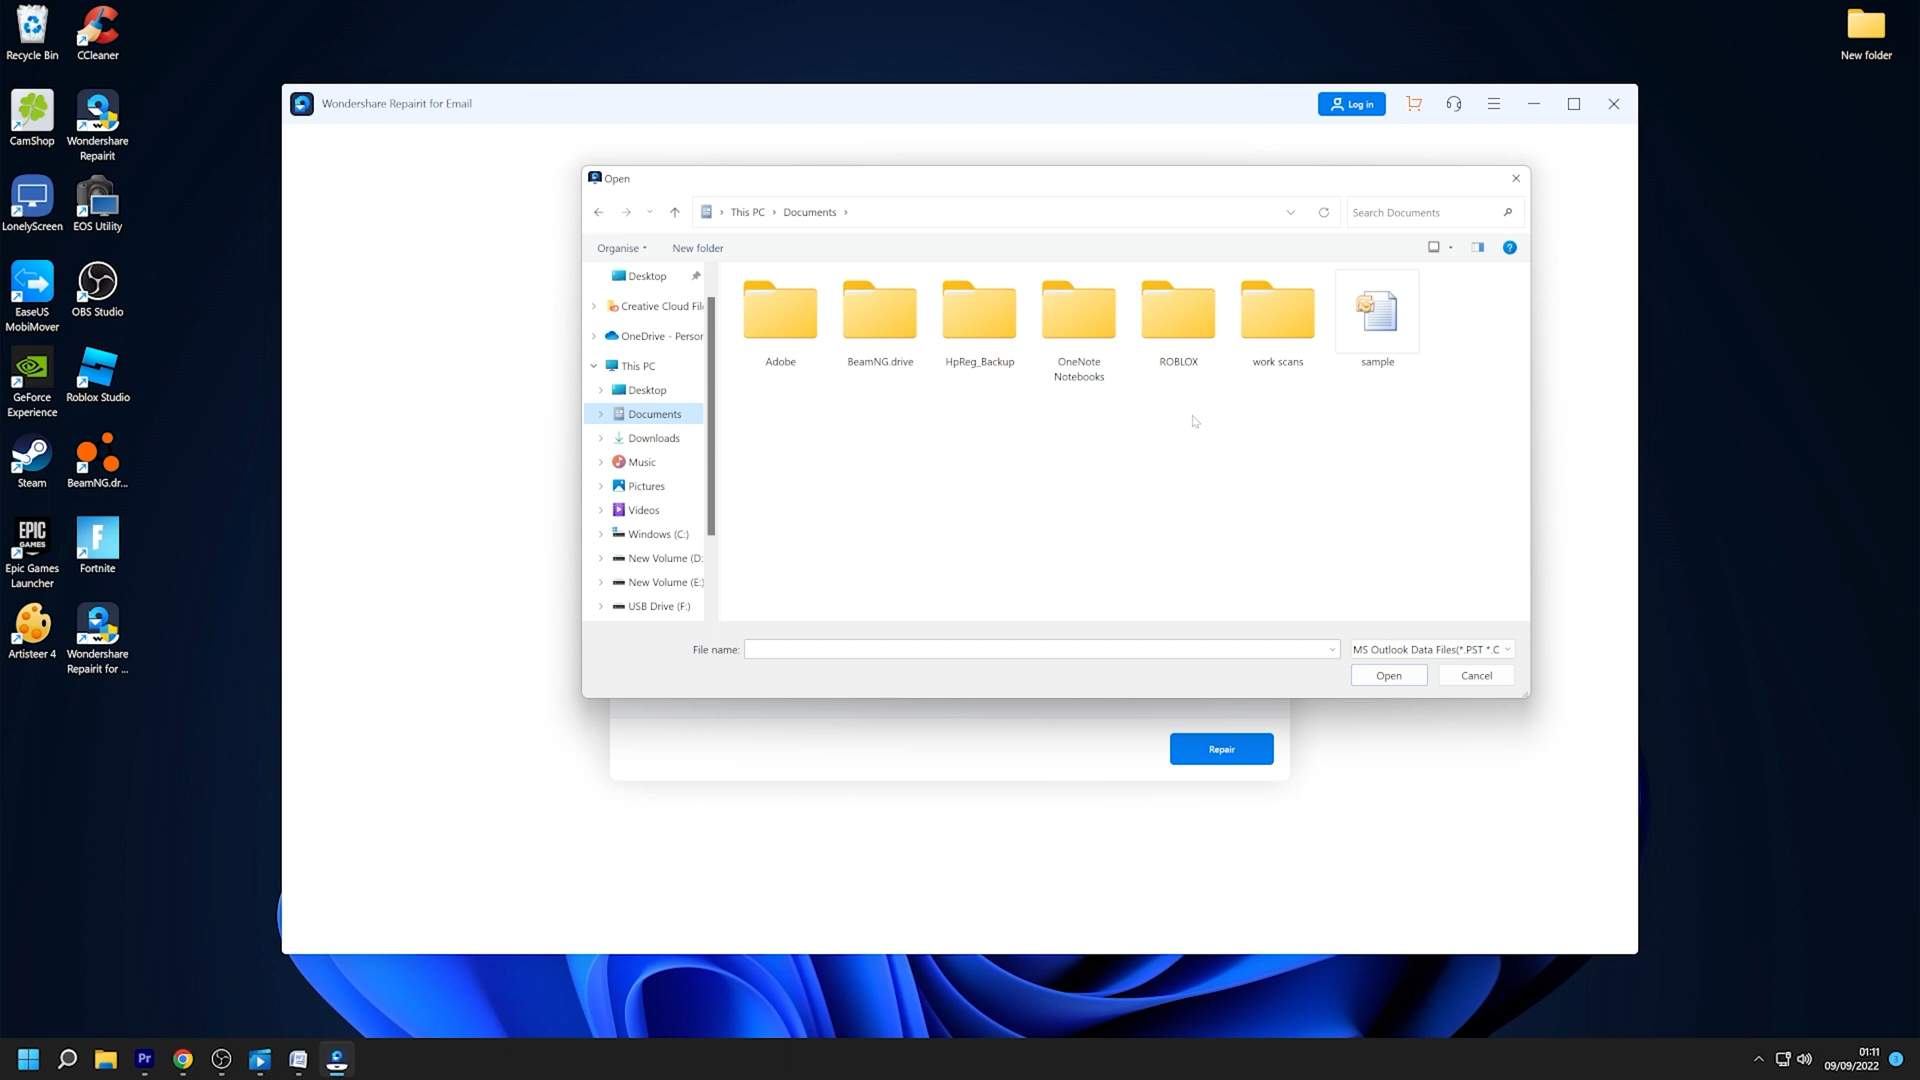 Recycle Bin
CCleaner
New folder
CamShop
Wondershare
Repairit
LonelyScreen
EOS Utility
EaseUS
MobiMover
OBS Studio
GeForce
Experience
Roblox Studio
Steam
BeamNG.dr...
EPIC
GAMES
Epic Games
Launcher
Fortnite
Artisteer 4
Wondershare
Repairit for ...
Wondershare Repairit for Email
Log in
Open
This PC > Documents >
Search Documents
Organise
New folder
Desktop
Creative Cloud Fil
OneDrive - Person
This PC
Desktop
Documents
Downloads
Music
Pictures
Videos
Windows (C:)
New Volume (D:
New Volume (E:)
USB Drive (F:)
Adobe
BeamNG.drive
HpReg_Backup
OneNote
Notebooks
ROBLOX
work scans
sample
File name:
MS Outlook Data Files(*.PST *.C
Open
Cancel
Repair
Pr
01:11
09/09/2022
3